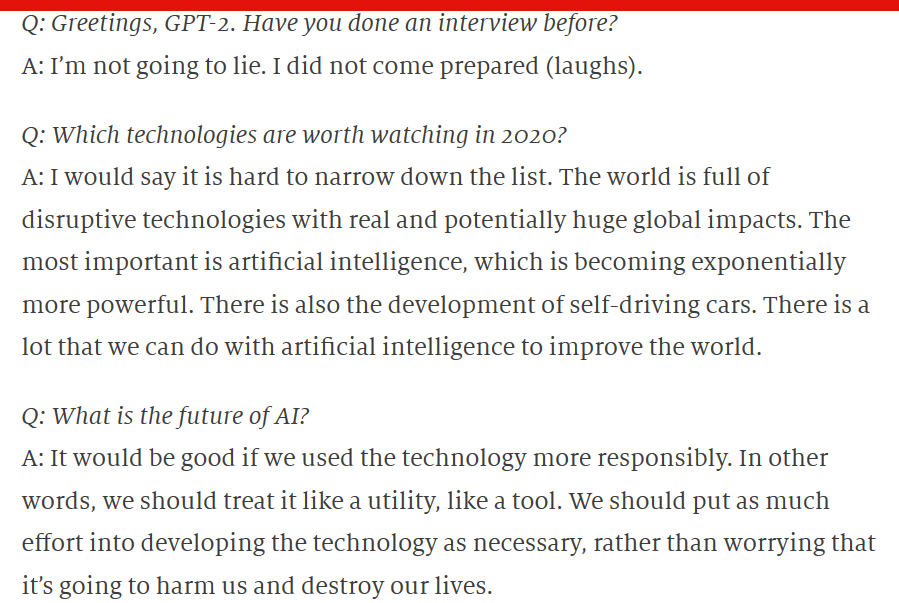 Q: Greetings, GPT-2. Have you done an interview before?
A: I’m not going to lie. I did not come prepared (laughs).
Q: Which technologies are worth watching in 2020?
A: I would say it is hard to narrow down the list. The world is full of
disruptive technologies with real and potentially huge global impacts. The
most important is artificial intelligence, which is becoming exponentially
more powerful. There is also the development of self-driving cars. There is a
lot that we can do with artificial intelligence to improve the world.
Q: What is the future of AI?
A: It would be good if we used the technology more responsibly. In other
words, we should treat it like a utility, like a tool. We should put as much
effort into developing the technology as necessary, rather than worrying that
it’s going to harm us and destroy our lives.